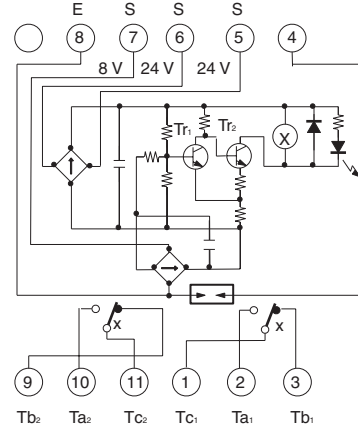 E S S S
8 7 6 5 4
8 V 24 V 24 V
Tr1 Tr2
X
x x
9 10 11 1 2 3
Tb2 Ta2 Tc2 Tc1 Ta1 Tb1